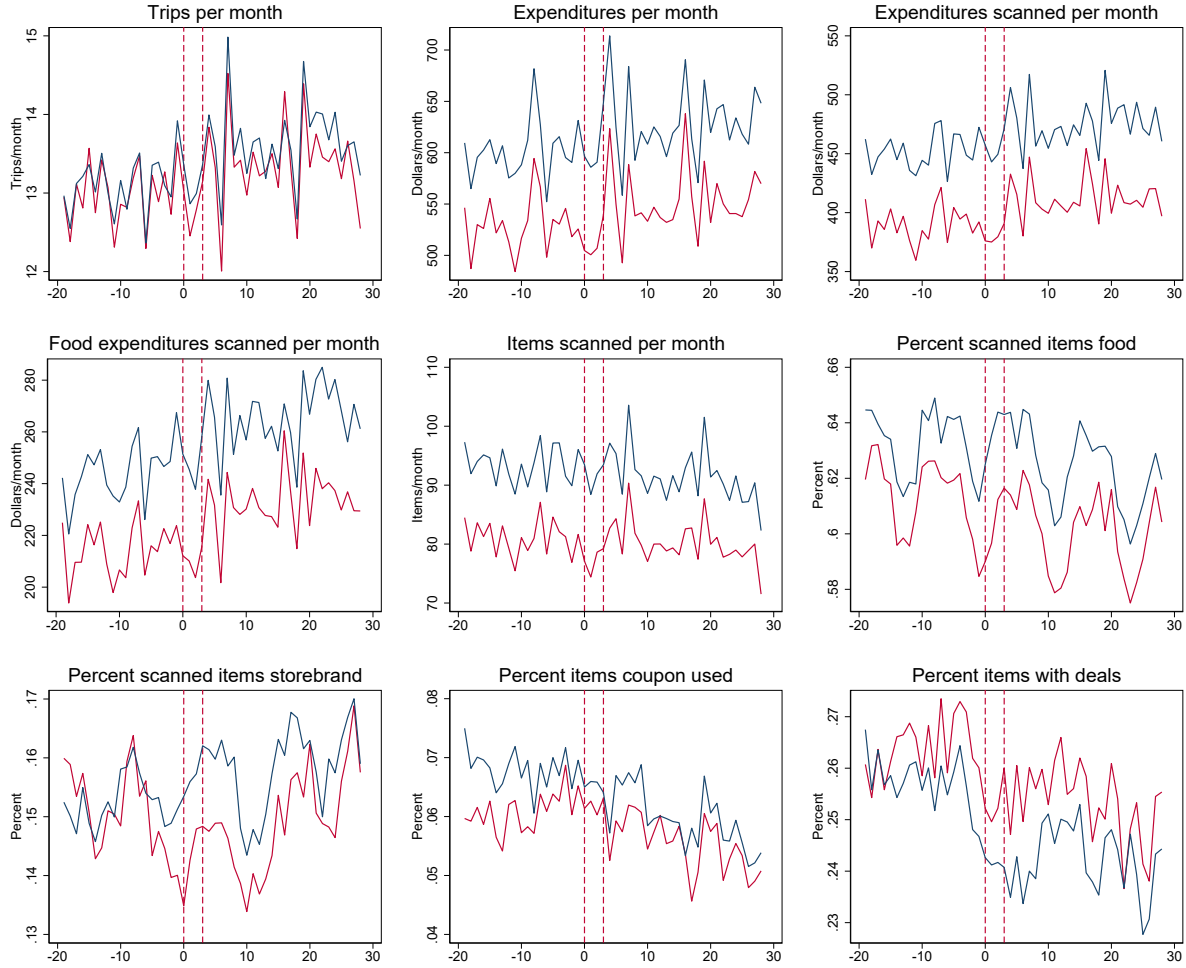 Trips per month
Trips/month
15
14
13
12
-20 -10 0 10 20 30
Expenditures per month
Dollars/month
700
650
600
550
500
-20 -10 0 10 20 30
Expenditures scanned per month
Dollars/month
550
500
450
400
350
-20 -10 0 10 20 30
Food expenditures scanned per month
Dollars/month
280
260
240
220
200
-20 -10 0 10 20 30
Items scanned per month
Items/month
110
100
90
80
70
-20 -10 0 10 20 30
Percent scanned items food
Percent
.66
.64
.62
.6
.58
-20 -10 0 10 20 30
Percent scanned items storebrand
Percent
.17
.16
.15
.14
.13
-20 -10 0 10 20 30
Percent items coupon used
Percent
.08
.07
.06
.05
.04
-20 -10 0 10 20 30
Percent items with deals
Percent
.27
.26
.25
.24
.23
-20 -10 0 10 20 30